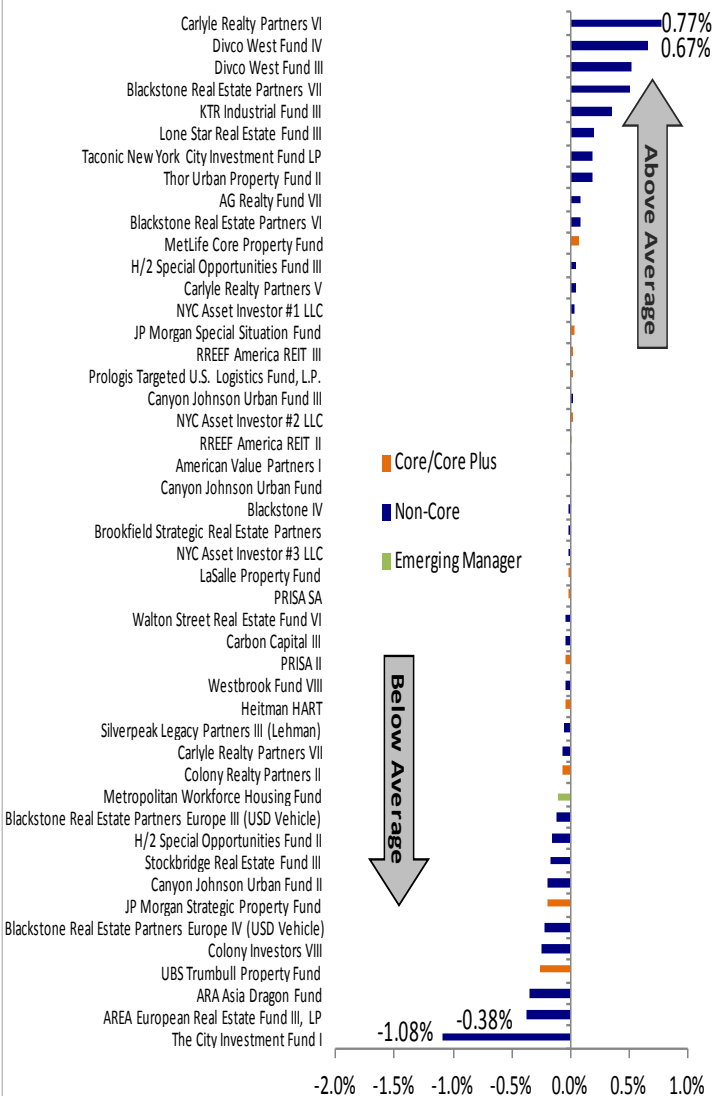 Carlyle Realty Partners VI
0.77%
Divco West Fund IV
0.67%
Divco West Fund III
Blackstone Real Estate Partners VII
KTR Industrial Fund III
Lone Star Real Estate Fund III
Taconic New York City Investment Fund LP
Thor Urban Property Fund II
AG Realty Fund VII
Blackstone Real Estate Partners VI
MetLife Core Property Fund
H/2 Special Opportunities Fund III
Carlyle Realty Partners V
NYC Asset Investor #1 LLC
JP Morgan Special Situation Fund
RREEF America REIT III
Prologis Targeted U.S. Logistics Fund, L.P.
Canyon Johnson Urban Fund III
NYC Asset Investor #2 LLC
RREEF America REIT II
American Value Partners I
Canyon Johnson Urban Fund
Blackstone IV
Brookfield Strategic Real Estate Partners
NYC Asset Investor #3 LLC
LaSalle Property Fund
PRISA SA
Walton Street Real Estate Fund VI
Carbon Capital III
PRISA II
Westbrook Fund VIII
Heitman HART
Silverpeak Legacy Partners III (Lehman)
Carlyle Realty Partners VII
Colony Realty Partners II
Metropolitan Workforce Housing Fund
Blackstone Real Estate Partners Europe III (USD Vehicle)
H/2 Special Opportunities Fund II
Stockbridge Real Estate Fund III
Canyon Johnson Urban Fund II
JP Morgan Strategic Property Fund
Blackstone Real Estate Partners Europe IV (USD Vehicle)
Colony Investors VIII
UBS Trumbull Property Fund
ARA Asia Dragon Fund
AREA European Real Estate Fund III, LP
The City Investment Fund I
-0.38%
-1.08%
Above Average
Core/Core Plus
Non-Core
Emerging Manager
Below Average
-2.0% -1.5% -1.0% -0.5% 0.0% 0.5% 1.0%